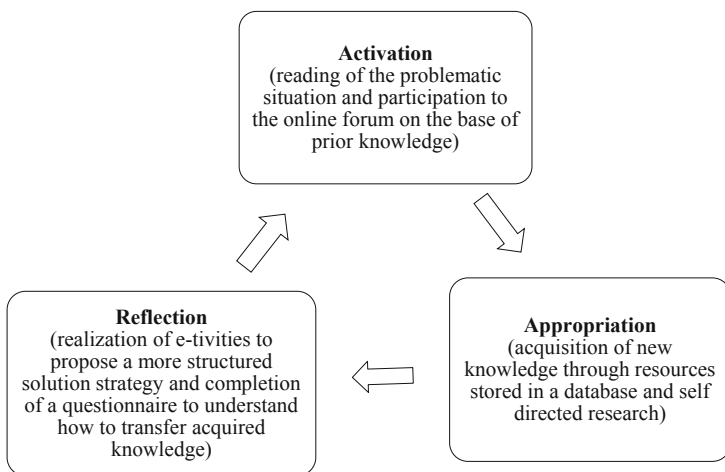 Activation
(reading of the problematic
situation and participation to
the online forum on the base of
prior knowledge)
Reflection
(realization of e-tivities to
propose a more structured
solution strategy and completion
of a questionnaire to understand
how to transfer acquired
knowledge)
Appropriation
(acquisition of new
knowledge through resources
stored in a database and self
directed research)